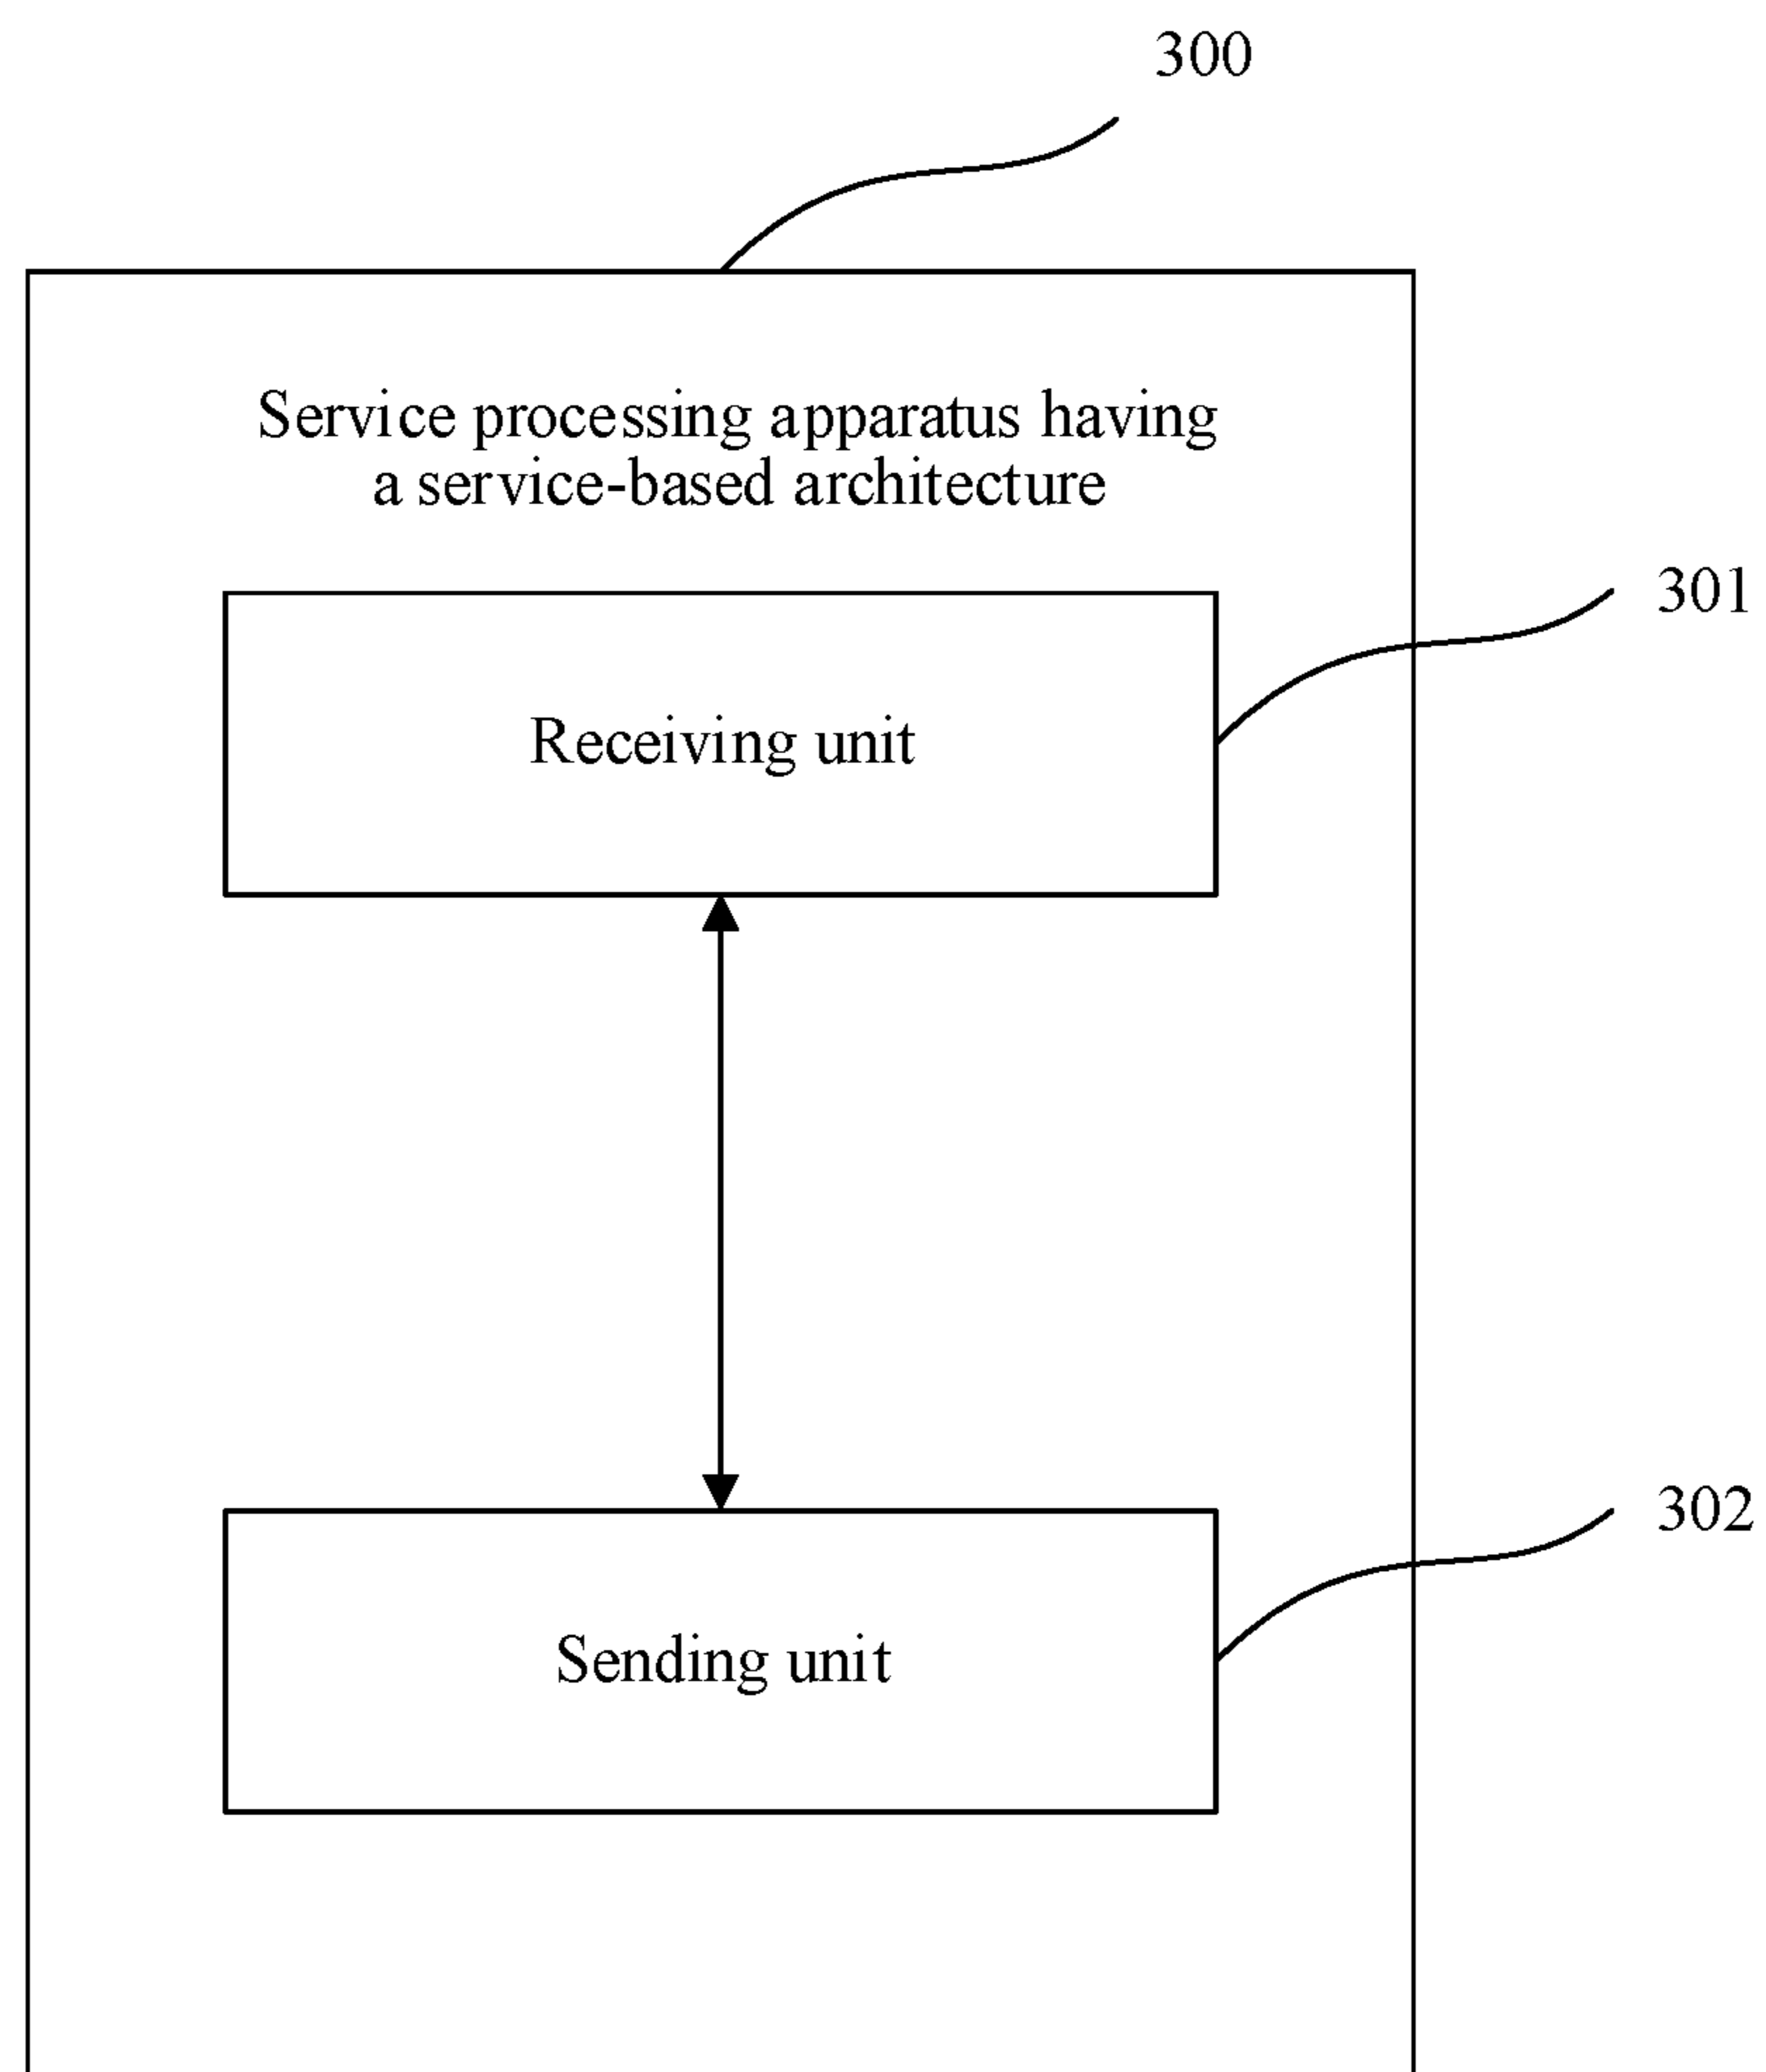 300
Service processing apparatus having
a service-based architecture
301
Receiving unit
302
Sending unit